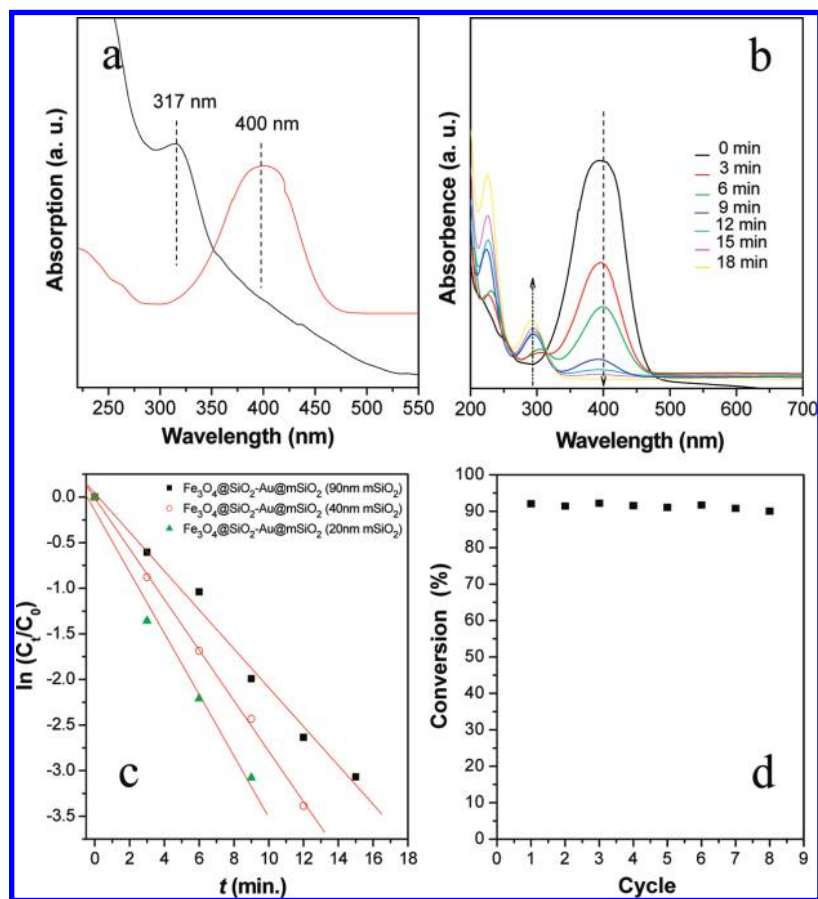 a
317 nm
400 nm
Absorption (a. u.)
225 250 300 350 400 450 500 550
Wavelength (nm)
b
0 min
3 min
6 min
9 min
12 min
15 min
18 min
Absorbence (a. u.)
200 300 400 500 600 700
Wavelength (nm)
0.0
-0.5
-1.0
-1.5
-2.0
-2.5
-3.0
-3.5
ln (Cₜ/C₀)
Fe₃O₄@SiO₂-Au@mSiO₂ (90nm mSiO₂)
Fe₃O₄@SiO₂-Au@mSiO₂ (40nm mSiO₂)
Fe₃O₄@SiO₂-Au@mSiO₂ (20nm mSiO₂)
c
0 2 4 6 8 10 12 14 16 18
t (min.)
100
90
80
70
60
50
40
30
20
10
0
Conversion (%)
d
0 1 2 3 4 5 6 7 8 9
Cycle